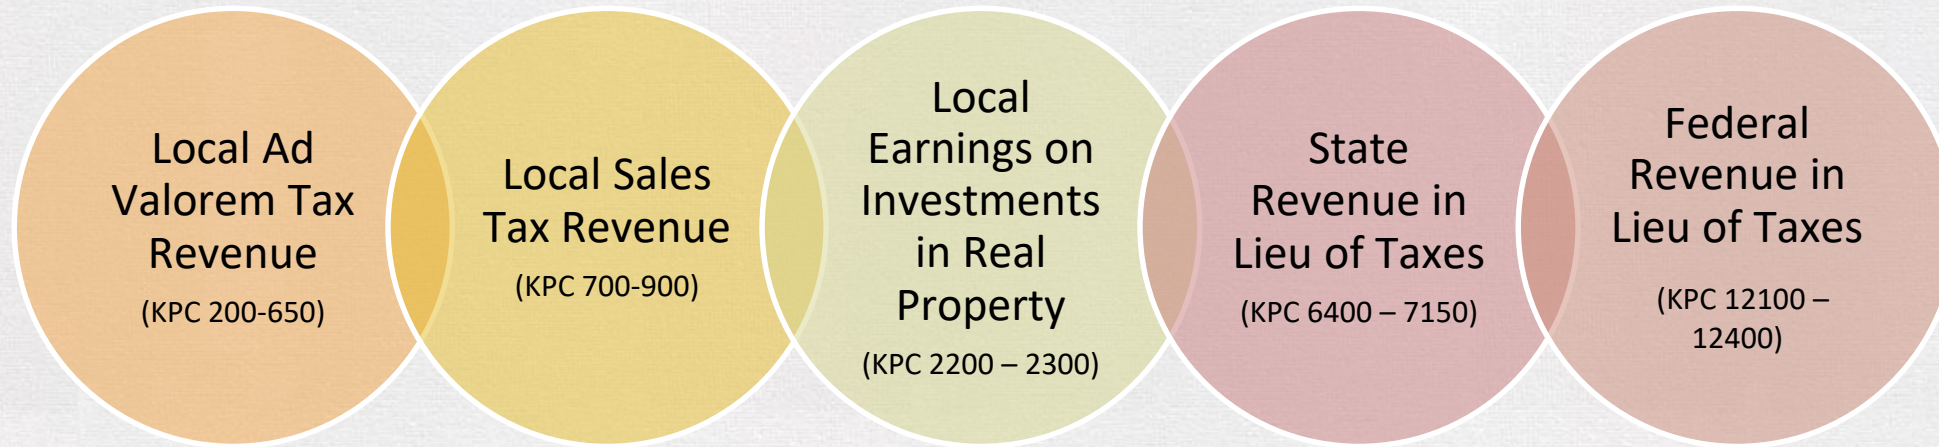 Local Ad
Valorem Tax
Revenue
(KPC 200-650)
Local Sales
Tax Revenue
(KPC 700-900)
Local
Earnings on
Investments
in Real
Property
(KPC 2200 – 2300)
State
Revenue in
Lieu of Taxes
(KPC 6400 – 7150)
Federal
Revenue in
Lieu of Taxes
(KPC 12100 –
12400)